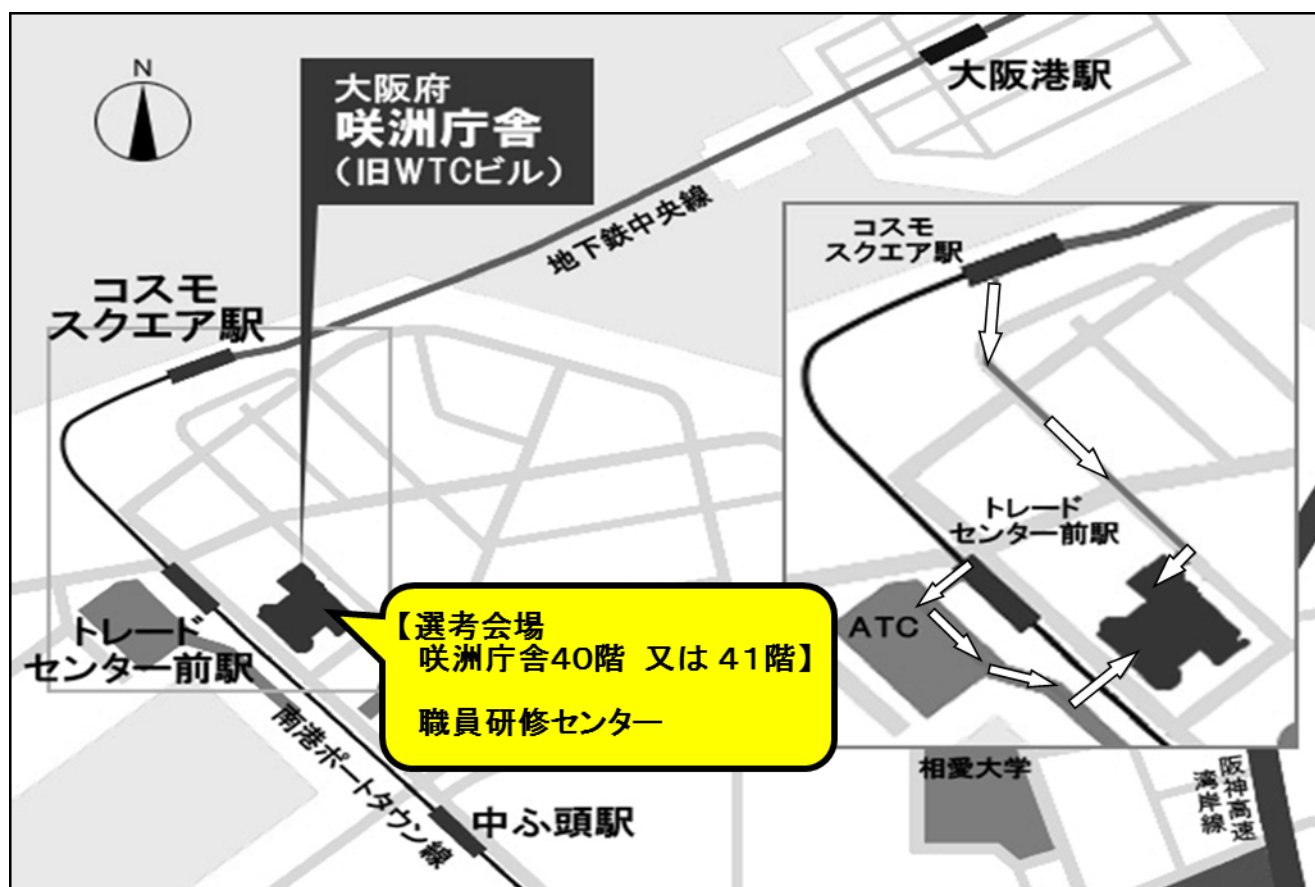 N
大阪府
咲洲庁舎
（旧WTCビル）
大阪港駅
地下鉄中央線
コスモ
スクエア駅
コスモ
スクエア駅
トレード
センター前駅
ATC
トレード
センター前駅
【選考会場
咲洲庁舎40階 又は 41階】
職員研修センター
南港ポートタウン線
中ふ頭駅
相愛大学
阪神高速
湾岸線